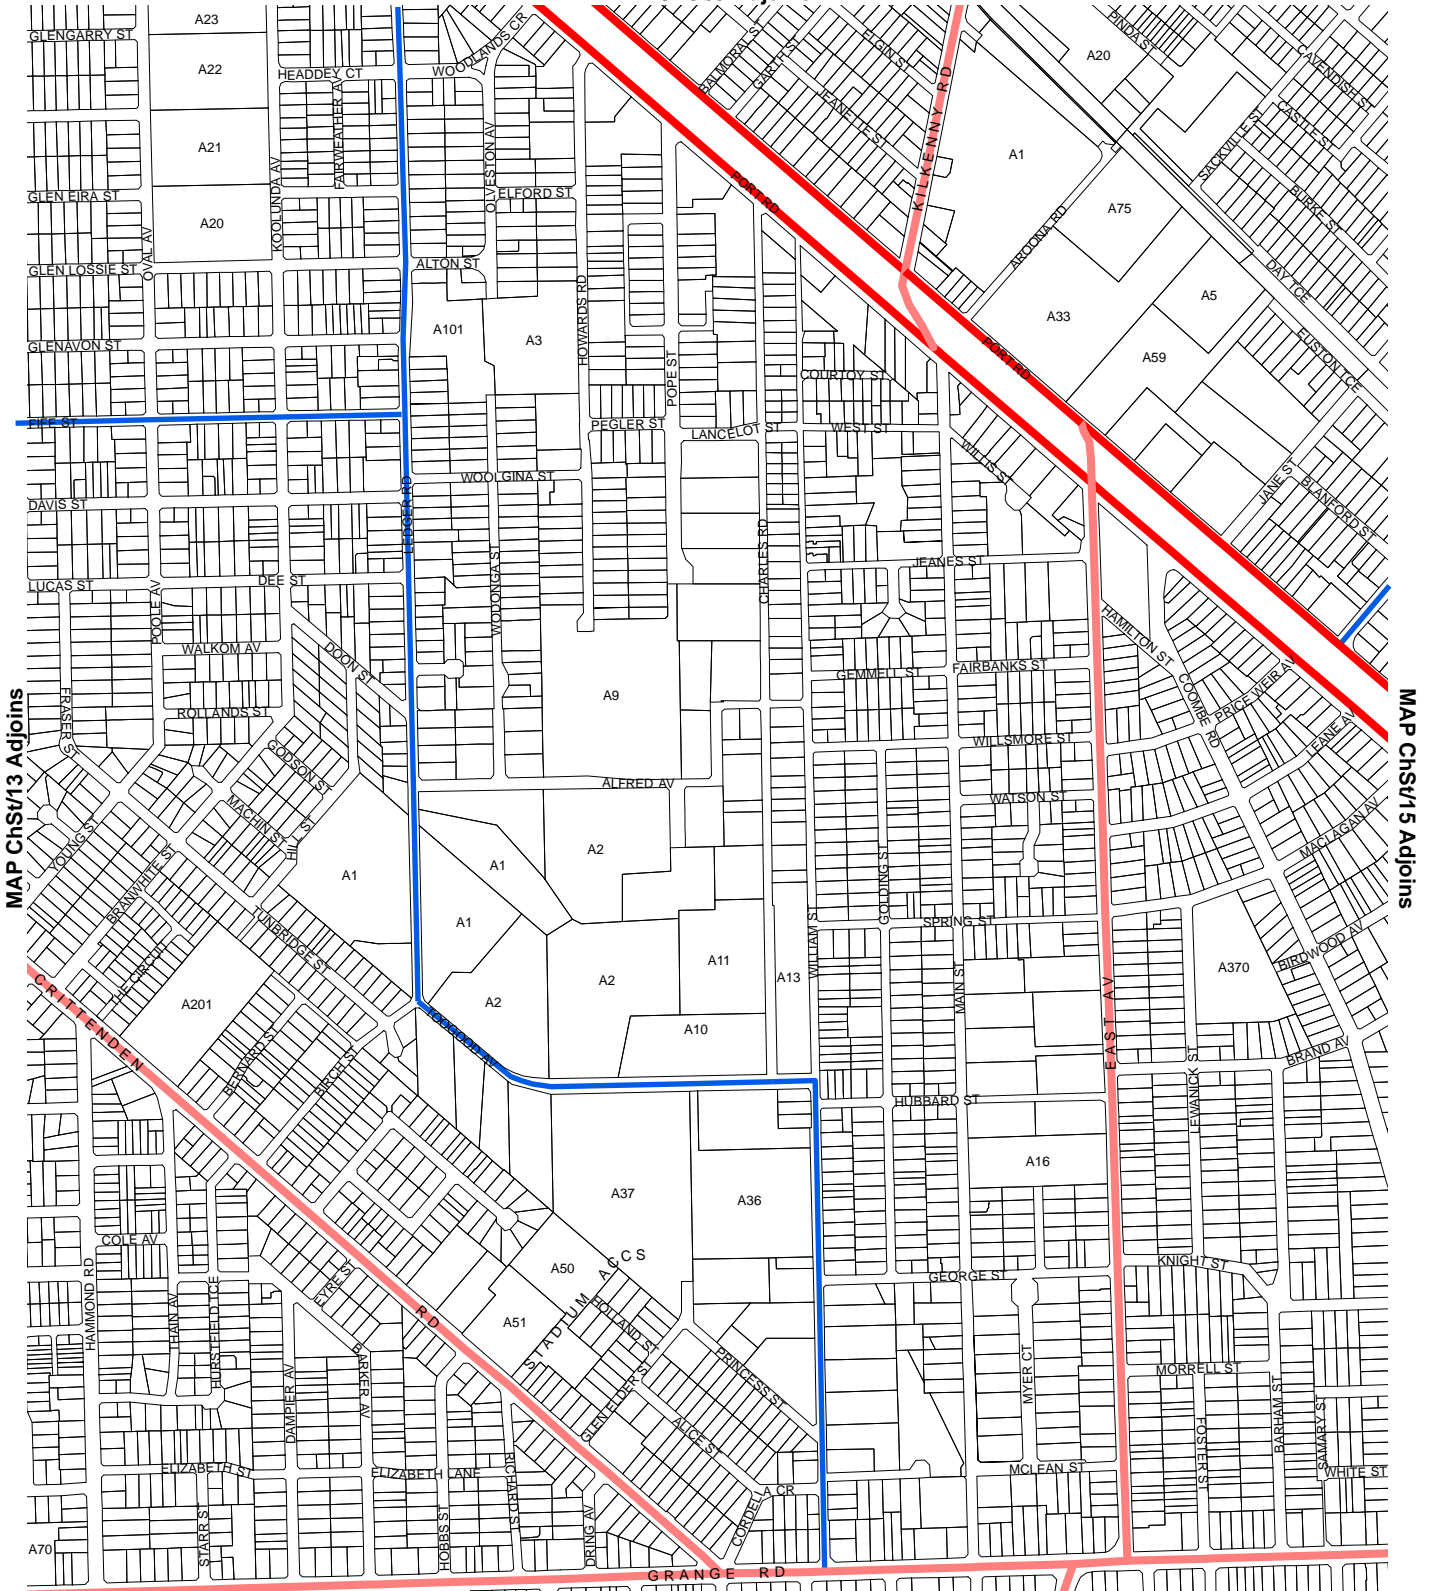 A23
GLENGARRY ST
A22
HEADDEY CT
WOODLANDS CR
BALMORAL ST
GARTH ST
ELGIN ST
KILKENNY RD
PINDA ST
A20
CAVENDISH ST
FAIRWEATHER AV
JEANETTE S
CASTLE ST
SACKVILLE ST
A21
KOOLUNDA AV
OLVESTON AV
A1
GLEN EIRA ST
ELFORD ST
PORT RD
A75
BURKE ST
A20
OVAL AV
AROONA RD
GLEN LOSSIE ST
ALTON ST
DAY TCE
HOWARDS RD
A5
A101
A3
A33
GLENAVON ST
POPE ST
PORT RD
A59
EUSTON TCE
COURTOY ST
FIFE ST
PEGLER ST
LANCELOT ST
WEST ST
WILLIS ST
WOOLGINA ST
JANE ST
BLANFORD ST
DAVIS ST
LEDGER RD
CHARLES RD
JEANES ST
LUCAS ST
DEE ST
POOLE AV
WODONGA ST
HAMILTON ST
WALKOM AV
DOON ST
GEMMELL ST
FAIRBANKS ST
FRASER ST
A9
COOMBE RD
PRICE WEIR AV
ROLLANDS ST
LEANE AV
MAP ChSt/13 Adjoins
MAP ChSt/15 Adjoins
GODSON ST
WILLSMORE ST
ALFRED AV
WATSON ST
MACHIN ST
HILL ST
YOUNG ST
MACLAGAN AV
A1
A2
A1
BRANWHITE ST
GOLDING ST
TUNBRIDGE ST
A1
WILLIAM ST
SPRING ST
BIRDWOOD AV
THE CIRCUIT
CRITTENDEN
A11
A13
MAIN ST
A370
A201
A2
A2
A10
TOOGOOD AV
EAST AV
BERNARD ST
BIRCH ST
BRAND AV
HUBBARD ST
LEWANICK ST
A16
A37
A36
COLE AV
HAMMOND RD
A50
STADIUM ACCS
GEORGE ST
KNIGHT ST
EYRE ST
THAIN AV
HURSTFIELD TCE
RD
A51
HOLLAND ST
BARKER AV
PRINCESS ST
MYER CT
MORRELL ST
DAMPIER AV
GLEN ELDER ST
ALICE ST
FOSTER ST
BARHAM ST
SAMARY ST
ELIZABETH ST
ELIZABETH LANE
RICHARD S
MCLEAN ST
WHITE ST
CORDELLA CR
STARR ST
HOBBS ST
DRING AV
A70
GRANGE RD